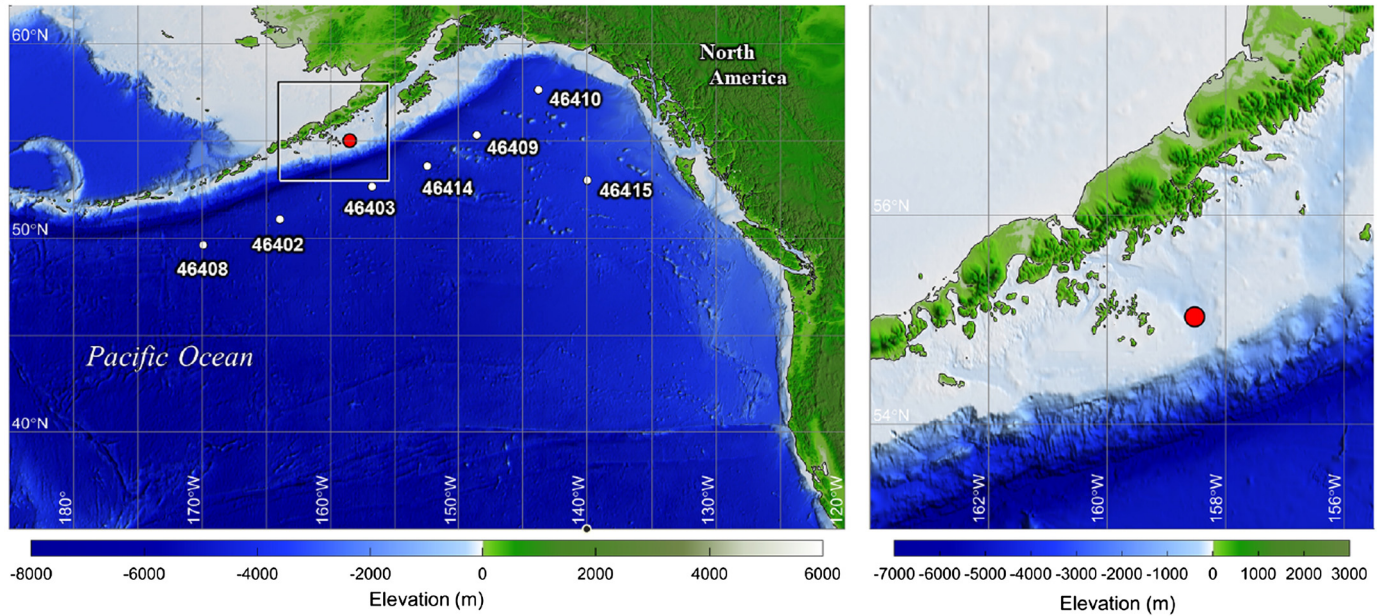 60°N
North
America
46410
46409
46414
46415
46403
46402
50°N
46408
Pacific Ocean
40°N
180°
170°W
160°W
150°W
140°W
130°W
120°W
-8000 -6000 -4000 -2000 0 2000 4000 6000
Elevation (m)
56°N
54°N
162°W
160°W
158°W
156°W
-7000 -6000 -5000 -4000 -3000 -2000 -1000 0 1000 2000 3000
Elevation (m)